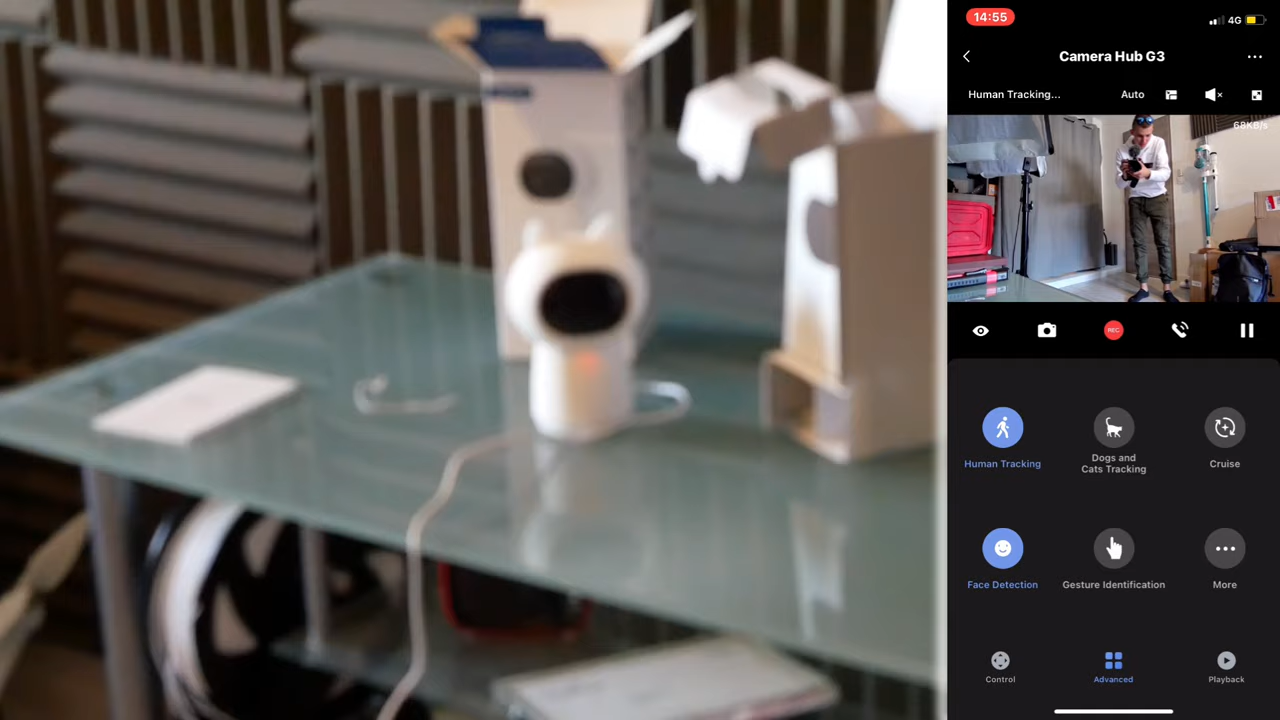 14:55
4G
Camera Hub G3
Human Tracking...
Auto
68KB/s
REC
Human Tracking
Dogs and
Cats Tracking
Cruise
Face Detection
Gesture Identification
More
Control
Advanced
Playback